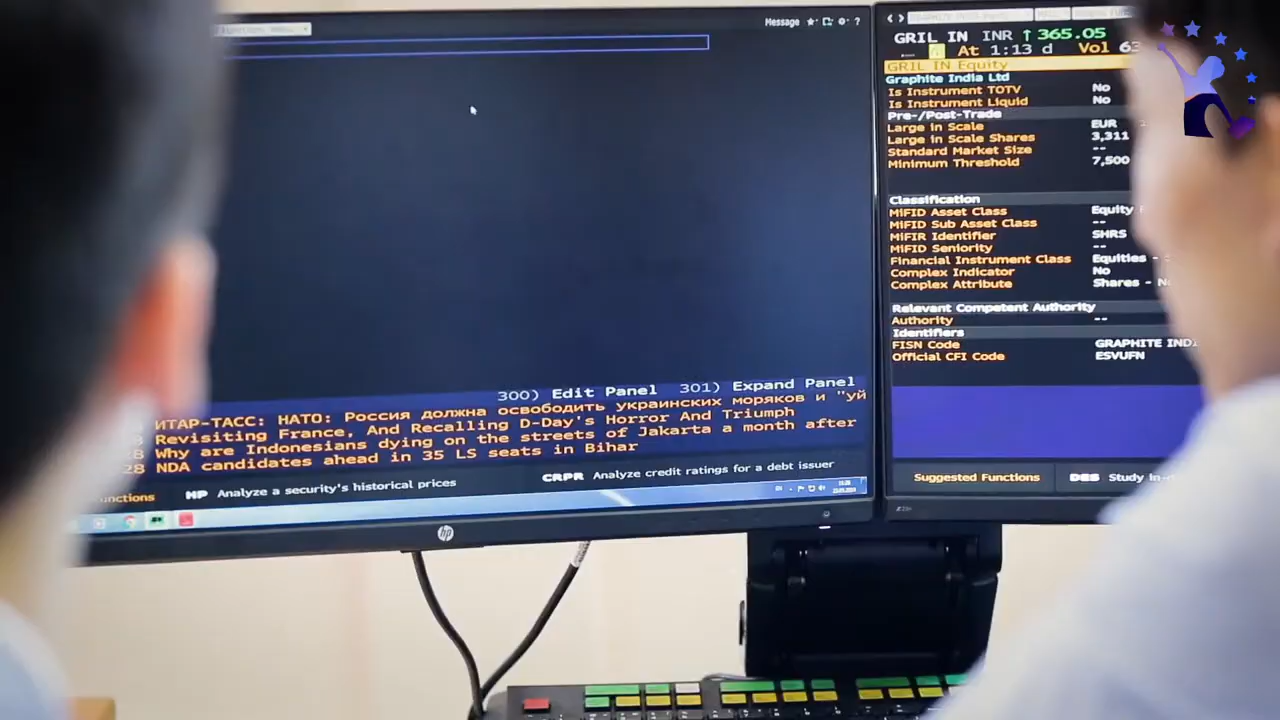 Message
300) Edit Panel 301) Expand Panel
ИТАР-ТАСС: НАТО: Россия должна освободить украинских моряков и "уй
Revisiting France, And Recalling D-Day's Horror And Triumph
Why are Indonesians dying on the streets of Jakarta a month after
28 NDA candidates ahead in 35 LS seats in Bihar
HP Analyze a security's historical prices CRPR Analyze credit ratings for a debt issuer
hp
GRIL IN INR ↑ 365.05
At 1:13 d Vol 63
GRIL IN Equity
Graphite India Ltd
Is Instrument TOTV No
Is Instrument Liquid No
Pre-/Post-Trade
Large in Scale EUR
Large in Scale Shares 3,311
Standard Market Size --
Minimum Threshold 7,500
Classification
MiFID Asset Class Equity
MiFID Sub Asset Class --
MiFIR Identifier SHRS
MiFID Seniority --
Financial Instrument Class Equities -
Complex Indicator No
Complex Attribute Shares - N
Relevant Competent Authority
Authority --
Identifiers
FISN Code GRAPHITE INDI
Official CFI Code ESVUFN
Suggested Functions DES Study In-